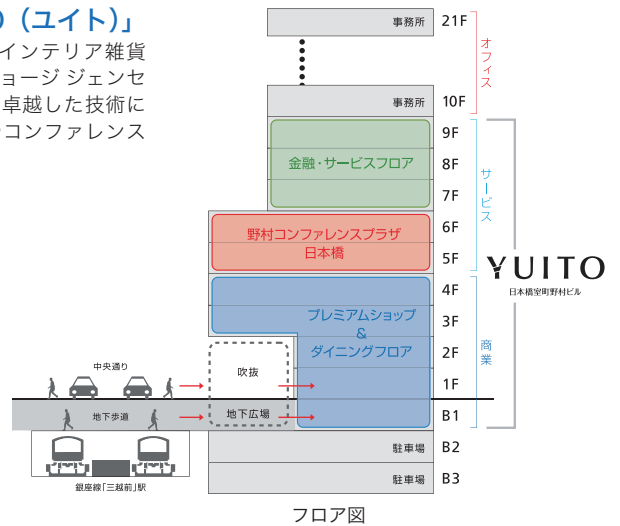 O（ユイト）」
インテリア雑貨
ョージ ジェンセ
卓越した技術に
コンファレンス
事務所 21F
オフィス
事務所 10F
9F
金融・サービスフロア 8F
7F
サービス
野村コンファレンスプラザ 6F
日本橋 5F
YUITO
日本橋室町野村ビル
4F
プレミアムショップ 3F
&
ダイニングフロア 2F
商業
吹抜
1F
中央通り
地下歩道
地下広場
B1
駐車場 B2
駐車場 B3
銀座線「三越前」駅
フロア図